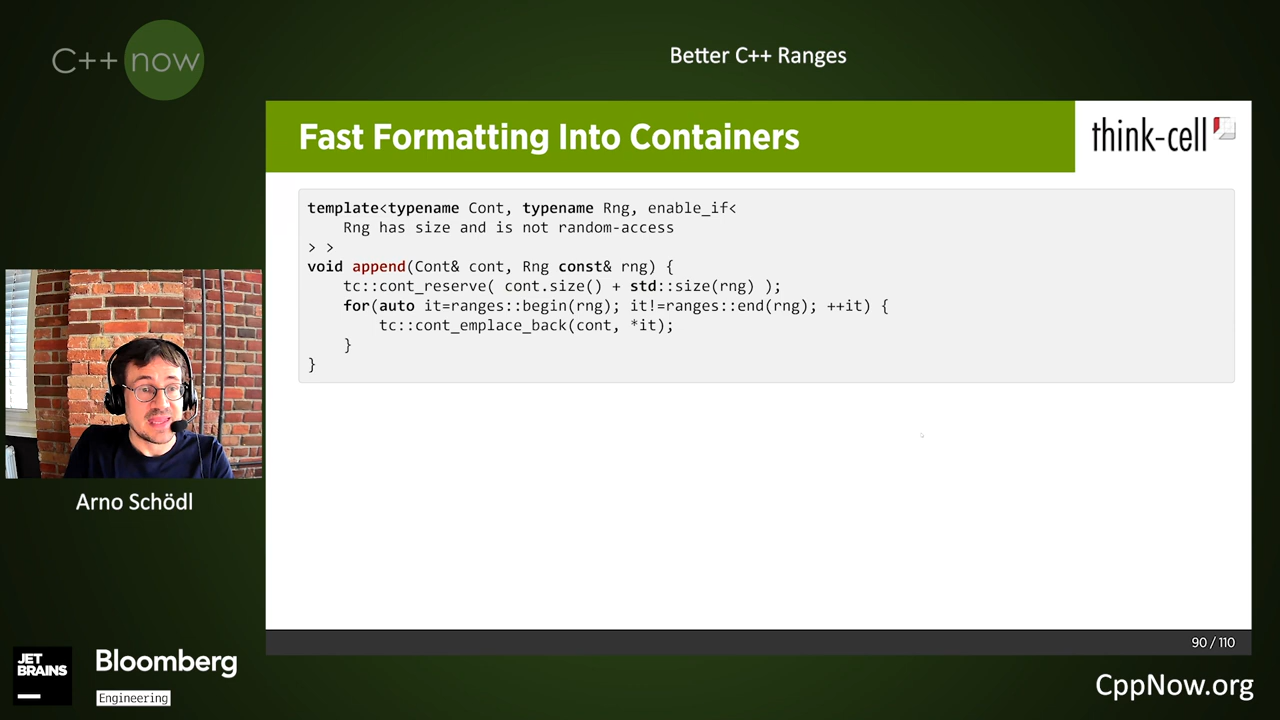 C++ now
Better C++ Ranges
Fast Formatting Into Containers
think-cell
template<typename Cont, typename Rng, enable_if<
    Rng has size and is not random-access
> >
void append(Cont& cont, Rng const& rng) {
    tc::cont_reserve( cont.size() + std::size(rng) );
    for(auto it=ranges::begin(rng); it!=ranges::end(rng); ++it) {
        tc::cont_emplace_back(cont, *it);
    }
}
Arno Schödl
90 / 110
JET
BRAINS
Bloomberg
Engineering
CppNow.org